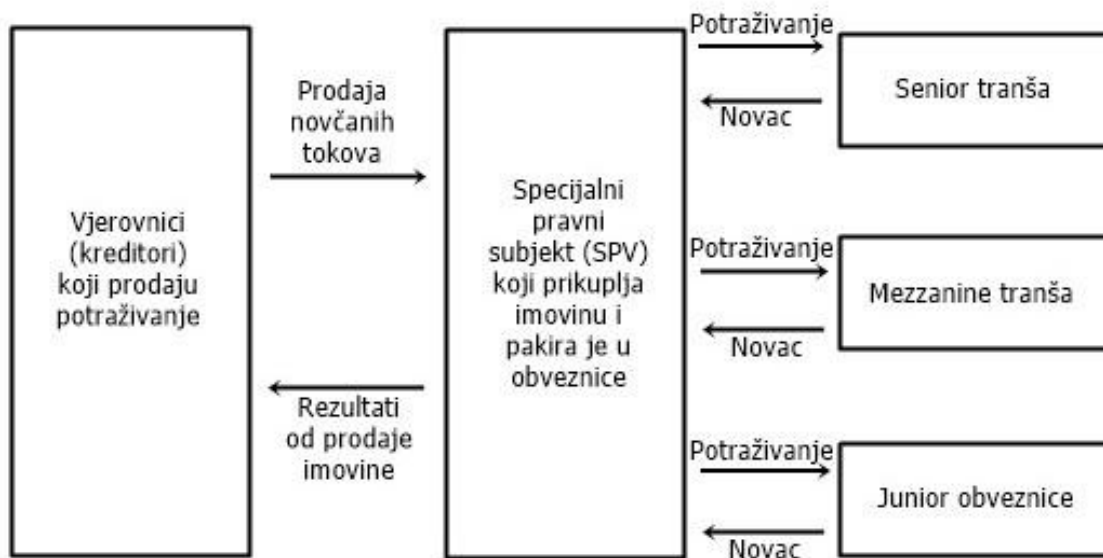 Vjerovnici
(kreditori)
koji prodaju
potraživanje
Prodaja
novčanih
tokova
Rezultati
od prodaje
imovine
Specijalni
pravni
subjekt (SPV)
koji prikuplja
imovinu i
pakira je u
obveznice
Potraživanje
Novac
Senior tranša
Potraživanje
Novac
Mezzanine tranša
Potraživanje
Novac
Junior obveznice